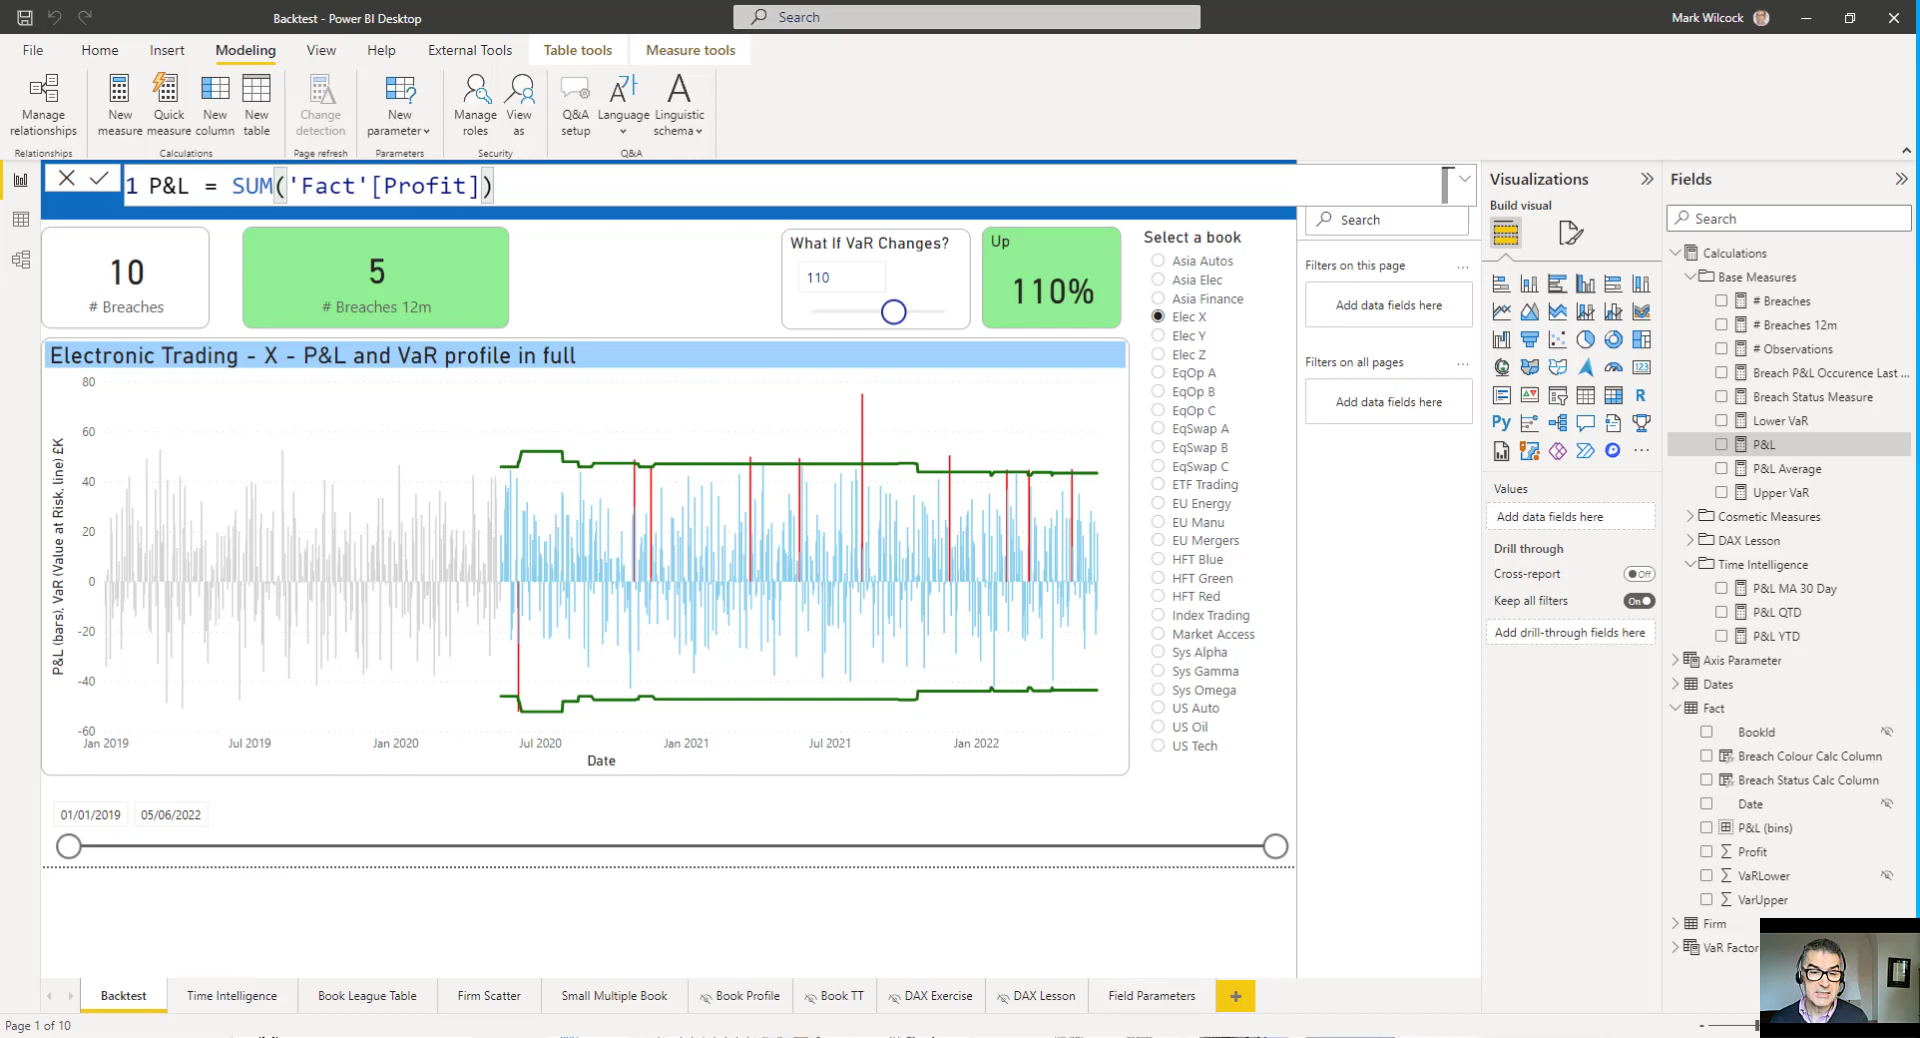 Backtest - Power BI Desktop
Search
Mark Wilcock
File
Home
Insert
Modeling
View
Help
External Tools
Table tools
Measure tools
Manage
relationships
New
measure
Quick
measure
New
column
New
table
Change
detection
New
parameter
Manage
roles
View
as
Q&A
setup
Language
Linguistic
schema
Relationships
Calculations
Page refresh
Parameters
Security
Q&A
1 P&L = SUM('Fact'[Profit])
10
# Breaches
5
# Breaches 12m
What If VaR Changes?
110
Up
110%
Electronic Trading - X - P&L and VaR profile in full
P&L (bars), VaR (Value at Risk. line) £K
80
60
40
20
0
-20
-40
-60
Jan 2019
Jul 2019
Jan 2020
Jul 2020
Jan 2021
Jul 2021
Jan 2022
Date
01/01/2019
05/06/2022
Select a book
Asia Autos
Asia Elec
Asia Finance
Elec X
Elec Y
Elec Z
EqOp A
EqOp B
EqOp C
EqSwap A
EqSwap B
EqSwap C
ETF Trading
EU Energy
EU Manu
EU Mergers
HFT Blue
HFT Green
HFT Red
Index Trading
Market Access
Sys Alpha
Sys Gamma
Sys Omega
US Auto
US Oil
US Tech
Search
Filters on this page
...
Add data fields here
Filters on all pages
...
Add data fields here
Visualizations
Build visual
123
R
Py
...
Values
Add data fields here
Drill through
Cross-report
Off
Keep all filters
On
Add drill-through fields here
Fields
Search
Calculations
Base Measures
# Breaches
# Breaches 12m
# Observations
Breach P&L Occurence Last ...
Breach Status Measure
Lower VaR
P&L
P&L Average
Upper VaR
Cosmetic Measures
DAX Lesson
Time Intelligence
P&L MA 30 Day
P&L QTD
P&L YTD
Axis Parameter
Dates
Fact
BookId
Breach Colour Calc Column
Breach Status Calc Column
Date
P&L (bins)
Profit
VaRLower
VarUpper
Firm
VaR Factor
Backtest
Time Intelligence
Book League Table
Firm Scatter
Small Multiple Book
Book Profile
Book TT
DAX Exercise
DAX Lesson
Field Parameters
Page 1 of 10